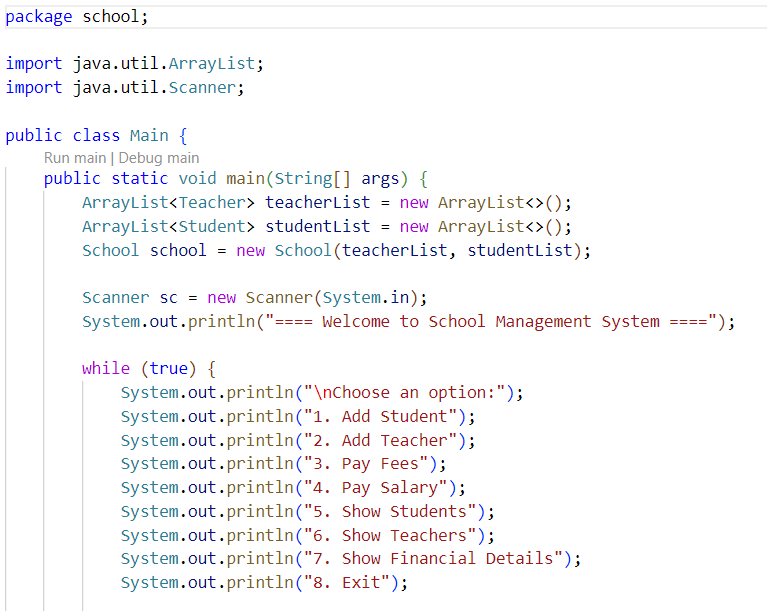 package school;
import java.util.ArrayList;
import java.util.Scanner;
public class Main {
Run main | Debug main
public static void main(String[] args) {
ArrayList<Teacher> teacherList = new ArrayList<>();
ArrayList<Student> studentList = new ArrayList<>();
School school = new School(teacherList, studentList);
Scanner sc = new Scanner(System.in);
System.out.println("==== Welcome to School Management System ====");
while (true) {
System.out.println("\nChoose an option:");
System.out.println("1. Add Student");
System.out.println("2. Add Teacher");
System.out.println("3. Pay Fees");
System.out.println("4. Pay Salary");
System.out.println("5. Show Students");
System.out.println("6. Show Teachers");
System.out.println("7. Show Financial Details");
System.out.println("8. Exit");